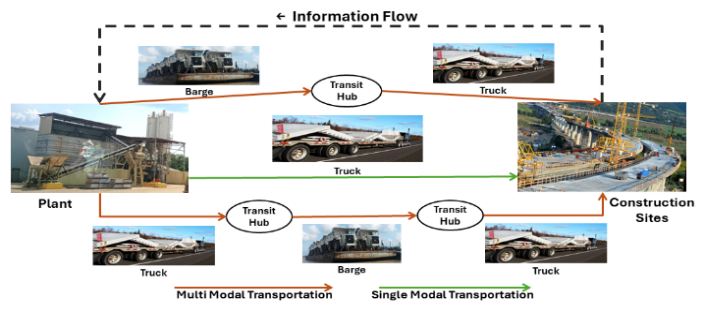 ← Information Flow
Barge
Transit
Hub
Truck
Truck
Plant
Construction
Sites
Transit
Hub
Transit
Hub
Truck
Barge
Truck
Multi Modal Transportation
Single Modal Transportation